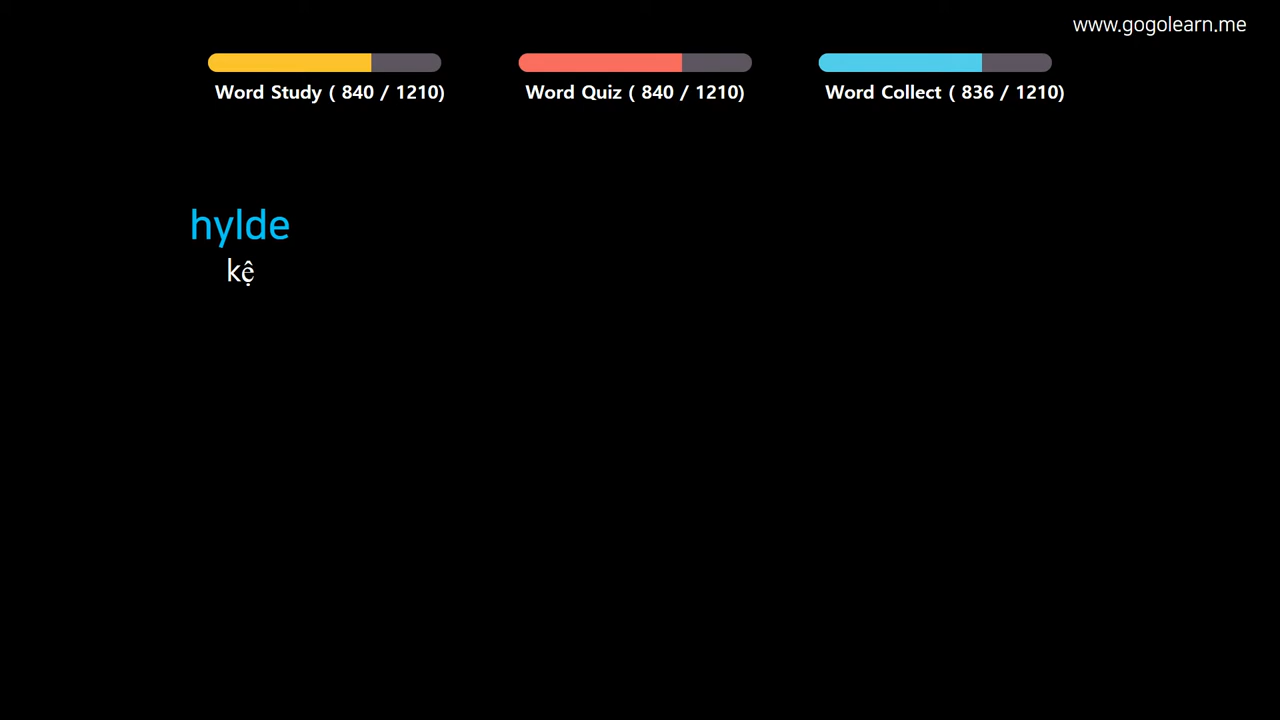 www.gogolearn.me
Word Study ( 840 / 1210)
Word Quiz ( 840 / 1210)
Word Collect ( 836 / 1210)
hylde
kệ